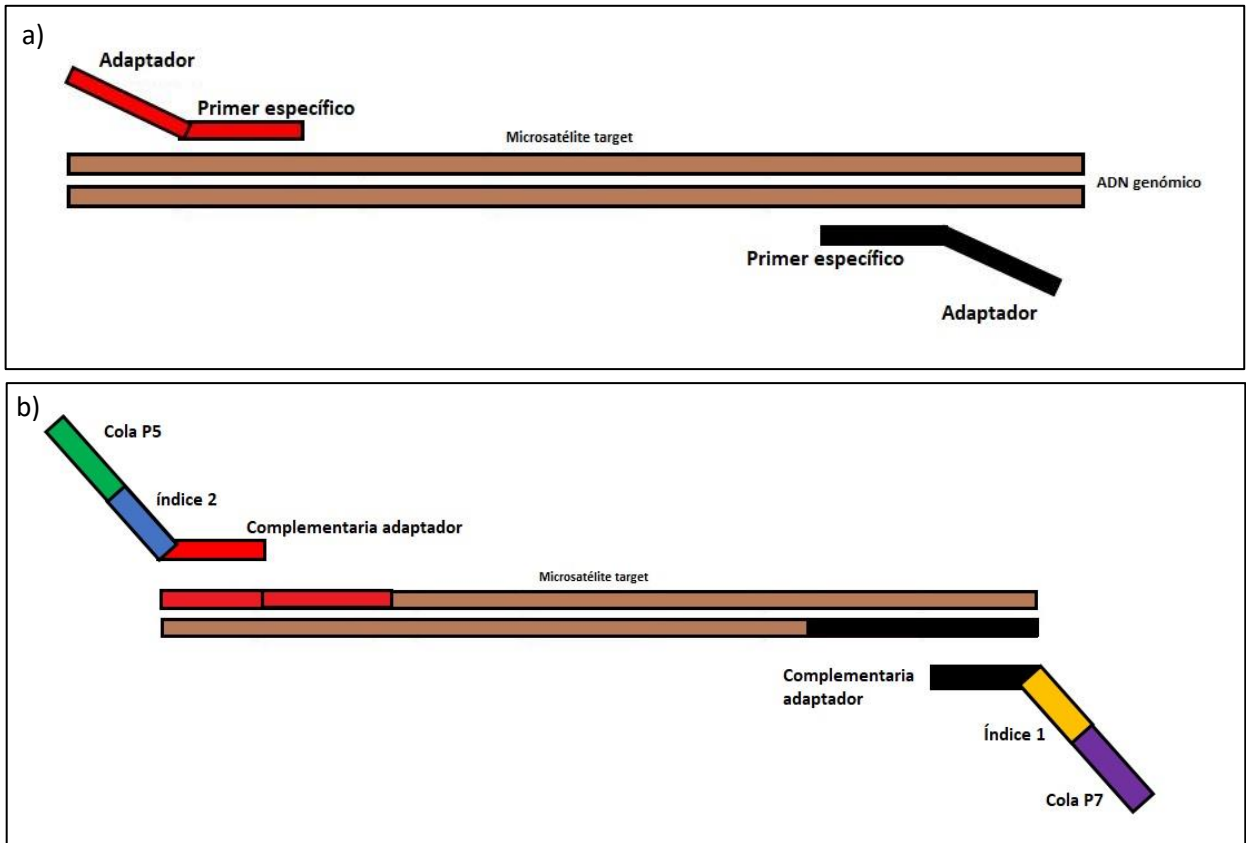 a)
Adaptador
Primer específico
Microsatélite target
ADN genómico
Primer específico
Adaptador
b)
Cola P5
índice 2
Complementaria adaptador
Microsatélite target
Complementaria
adaptador
Índice 1
Cola P7